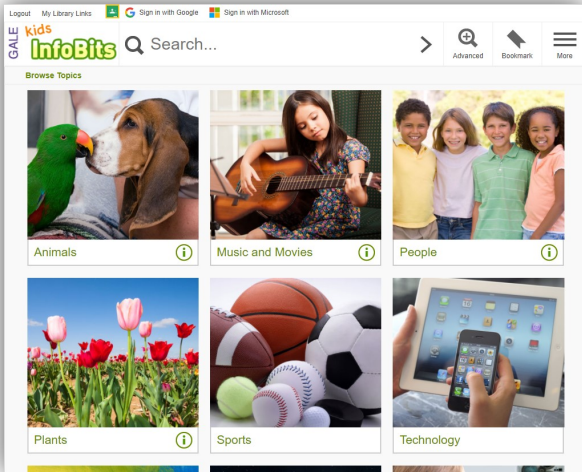 Logout My Library Links Sign in with Google Sign in with Microsoft
GALE kids InfoBits
Search...
Advanced Bookmark More
Browse Topics
Animals Music and Movies People
Plants Sports Technology